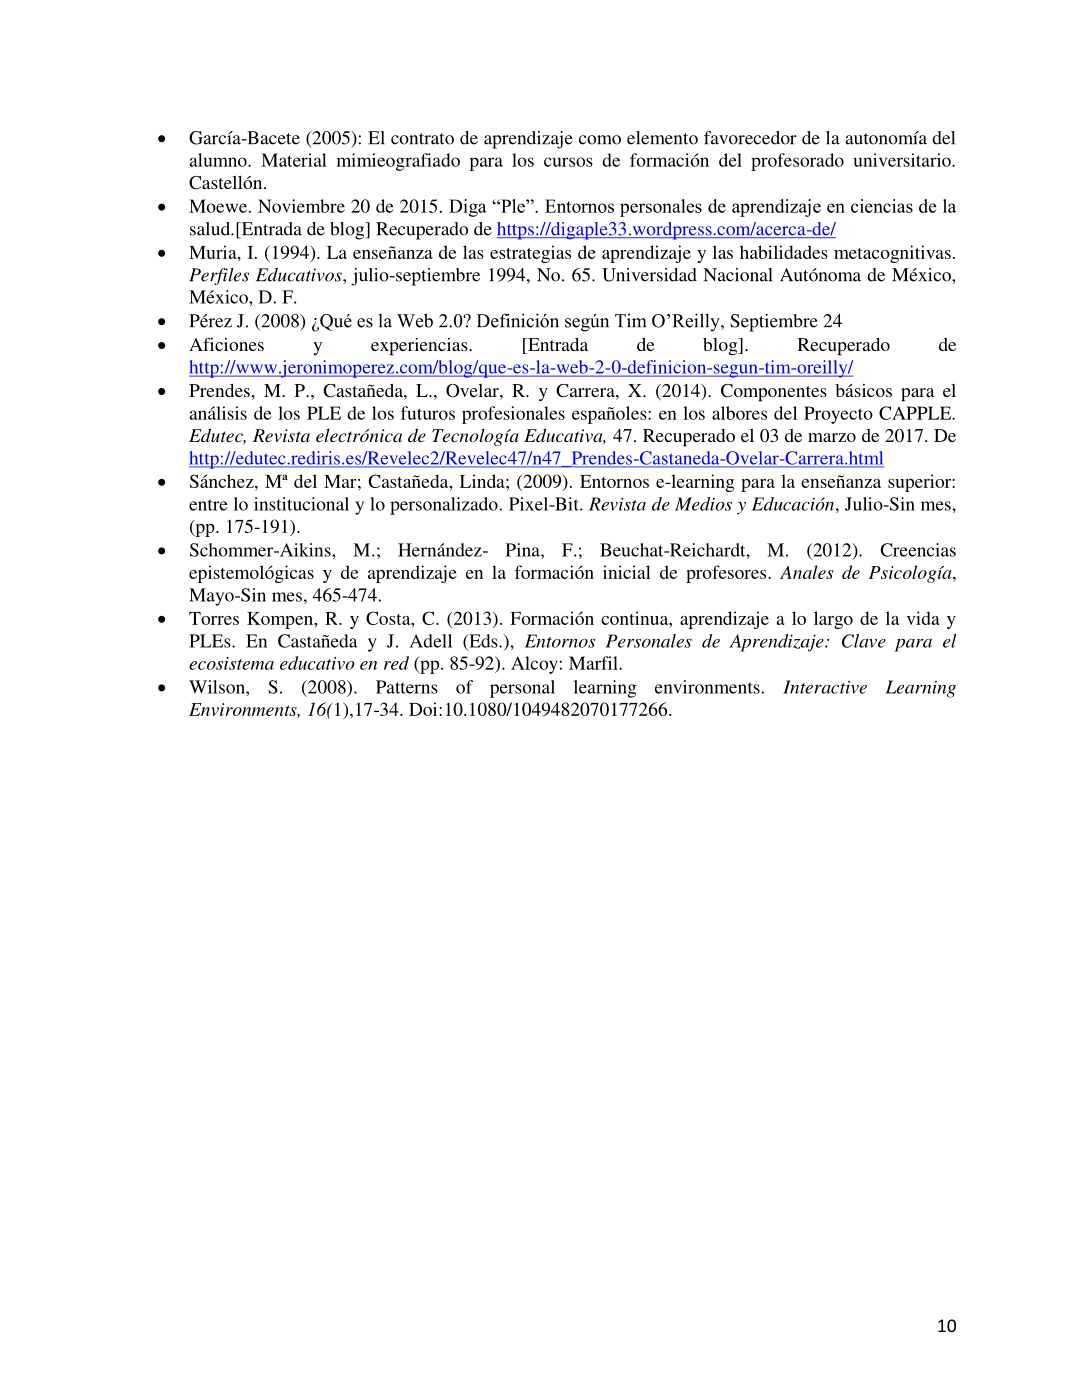 • García-Bacete (2005): El contrato de aprendizaje como elemento favorecedor de la autonomía del
alumno. Material mimieografiado para los cursos de formación del profesorado universitario.
Castellón.
• Moewe. Noviembre 20 de 2015. Diga “Ple”. Entornos personales de aprendizaje en ciencias de la
salud.[Entrada de blog] Recuperado de https://digaple33.wordpress.com/acerca-de/
• Muria, I. (1994). La enseñanza de las estrategias de aprendizaje y las habilidades metacognitivas.
Perfiles Educativos, julio-septiembre 1994, No. 65. Universidad Nacional Autónoma de México,
México, D. F.
• Pérez J. (2008) ¿Qué es la Web 2.0? Definición según Tim O’Reilly, Septiembre 24
• Aficiones y experiencias. [Entrada de blog]. Recuperado de
http://www.jeronimoperez.com/blog/que-es-la-web-2-0-definicion-segun-tim-oreilly/
• Prendes, M. P., Castañeda, L., Ovelar, R. y Carrera, X. (2014). Componentes básicos para el
análisis de los PLE de los futuros profesionales españoles: en los albores del Proyecto CAPPLE.
Edutec, Revista electrónica de Tecnología Educativa, 47. Recuperado el 03 de marzo de 2017. De
http://edutec.rediris.es/Revelec2/Revelec47/n47_Prendes-Castaneda-Ovelar-Carrera.html
• Sánchez, Mª del Mar; Castañeda, Linda; (2009). Entornos e-learning para la enseñanza superior:
entre lo institucional y lo personalizado. Pixel-Bit. Revista de Medios y Educación, Julio-Sin mes,
(pp. 175-191).
• Schommer-Aikins, M.; Hernández- Pina, F.; Beuchat-Reichardt, M. (2012). Creencias
epistemológicas y de aprendizaje en la formación inicial de profesores. Anales de Psicología,
Mayo-Sin mes, 465-474.
• Torres Kompen, R. y Costa, C. (2013). Formación continua, aprendizaje a lo largo de la vida y
PLEs. En Castañeda y J. Adell (Eds.), Entornos Personales de Aprendizaje: Clave para el
ecosistema educativo en red (pp. 85-92). Alcoy: Marfil.
• Wilson, S. (2008). Patterns of personal learning environments. Interactive Learning
Environments, 16(1),17-34. Doi:10.1080/1049482070177266.
10